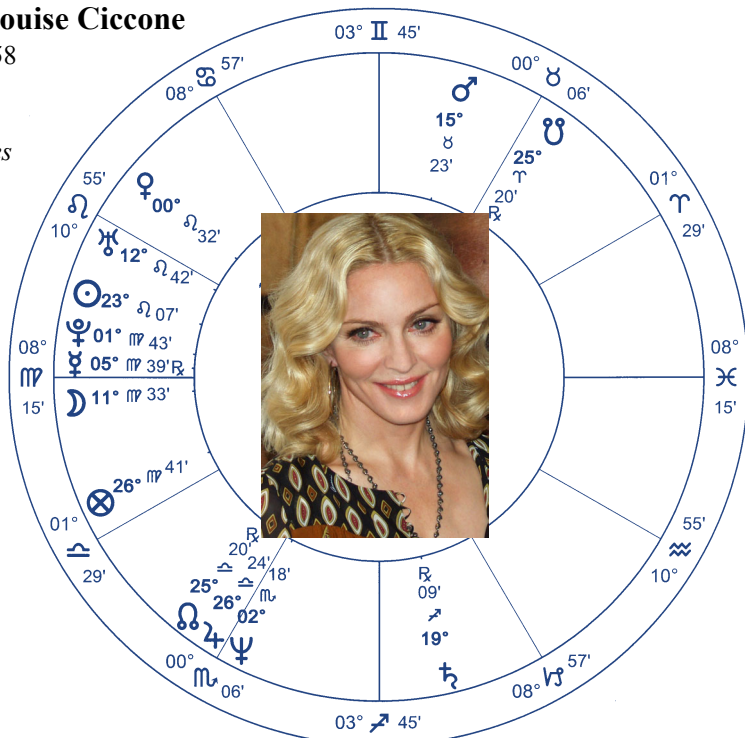 ouise Ciccone
58
es
03° ♊ 45'
08° ♋ 57'
00° ♉ 06'
♂ 15° ♉ 23'
☋ 25° ♈ 20' ℞
55' ♌ 10°
♀ 00° ♌ 32'
01° ♈ 29'
♅ 12° ♌ 42'
☉ 23° ♌ 07'
♇ 01° ♍ 43'
☿ 05° ♍ 39' ℞
08° ♍ 15'
08° ♓ 15'
☽ 11° ♍ 33'
⊗ 26° ♍ 41'
01° ♎ 29'
55' ♒ 10°
☊ 25° ♎ 20' ℞
♃ 26° ♎ 24'
♆ 02° ♏ 18'
♄ 19° ♐ 09' ℞
00° ♏ 06'
08° ♑ 57'
03° ♐ 45'